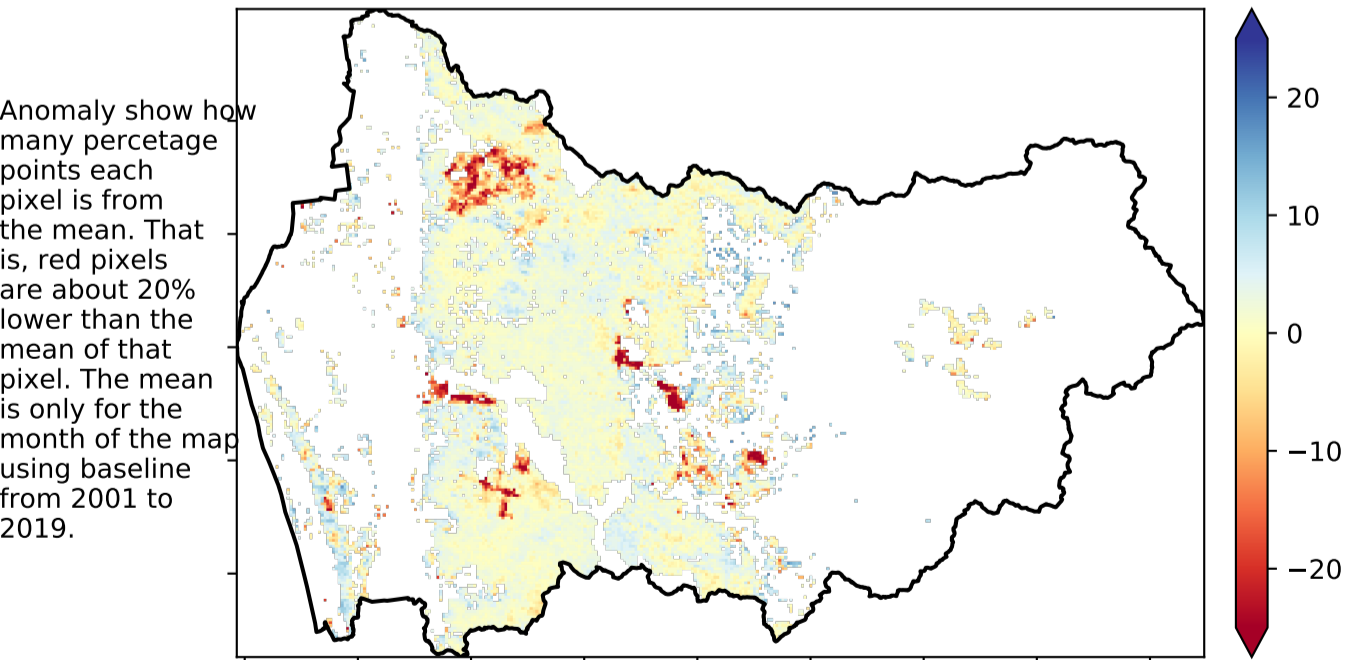 Anomaly show how
many percetage
points each
pixel is from
the mean. That
is, red pixels
are about 20%
lower than the
mean of that
pixel. The mean
is only for the
month of the map
using baseline
from 2001 to
2019.
20
10
0
−10
−20